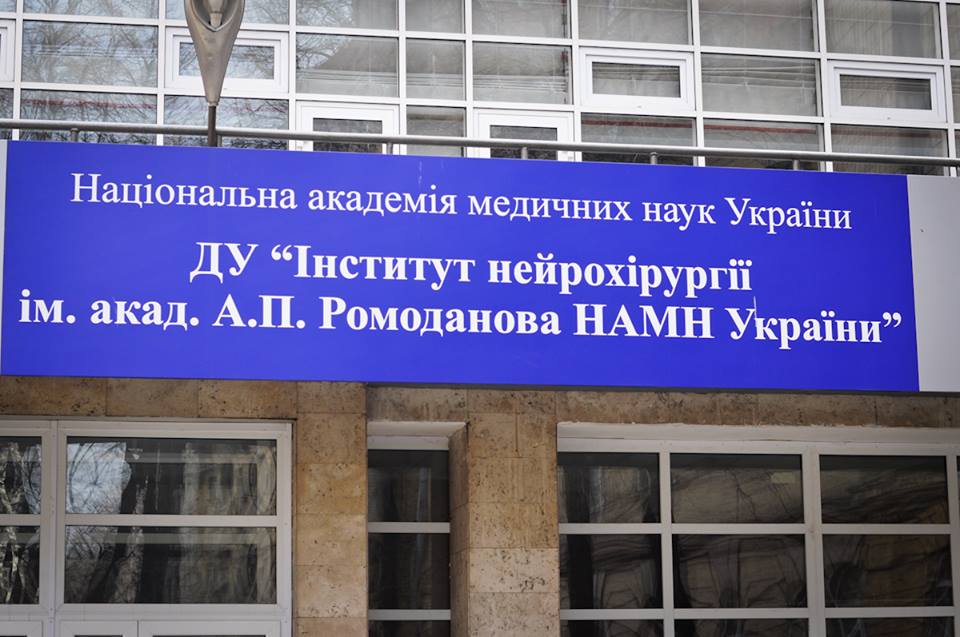 Національна академія медичних наук України
ДУ “Інститут нейрохірургії
ім. акад. А.П. Ромоданова НАМН України”